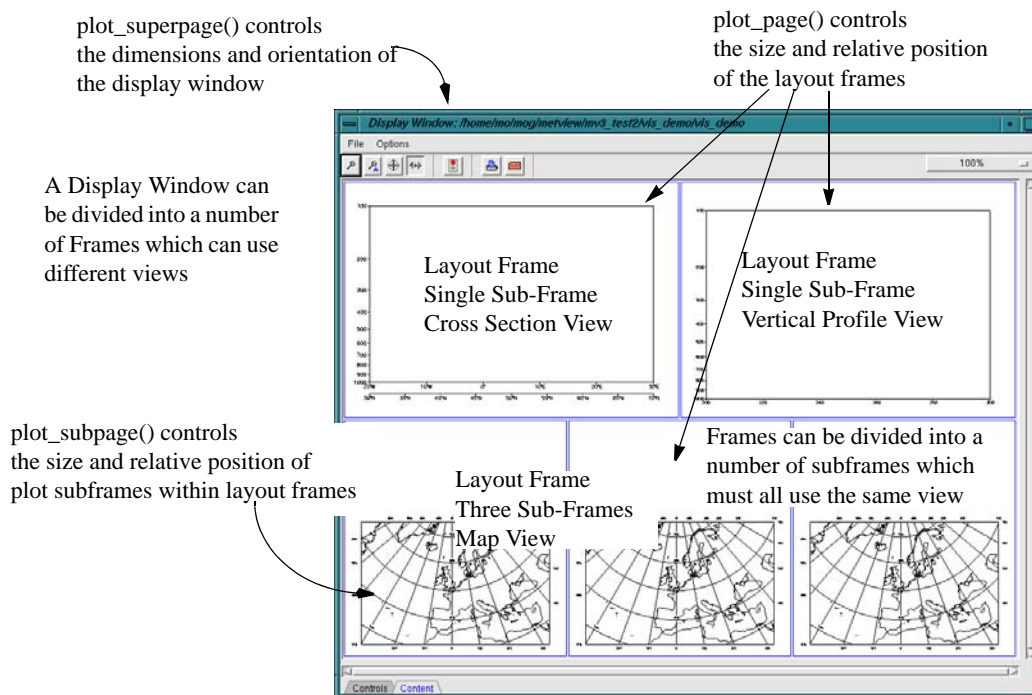 plot_superpage() controls
the dimensions and orientation of
the display window
plot_page() controls
the size and relative position
of the layout frames
Display Window: /home/mo/mog/metview/mv3_test2/vis_demo/vis_demo
File Options
100%
A Display Window can
be divided into a number
of Frames which can use
different views
Layout Frame
Single Sub-Frame
Cross Section View
Layout Frame
Single Sub-Frame
Vertical Profile View
plot_subpage() controls
the size and relative position of
plot subframes within layout frames
Layout Frame
Three Sub-Frames
Map View
Frames can be divided into a
number of subframes which
must all use the same view
Controls Content